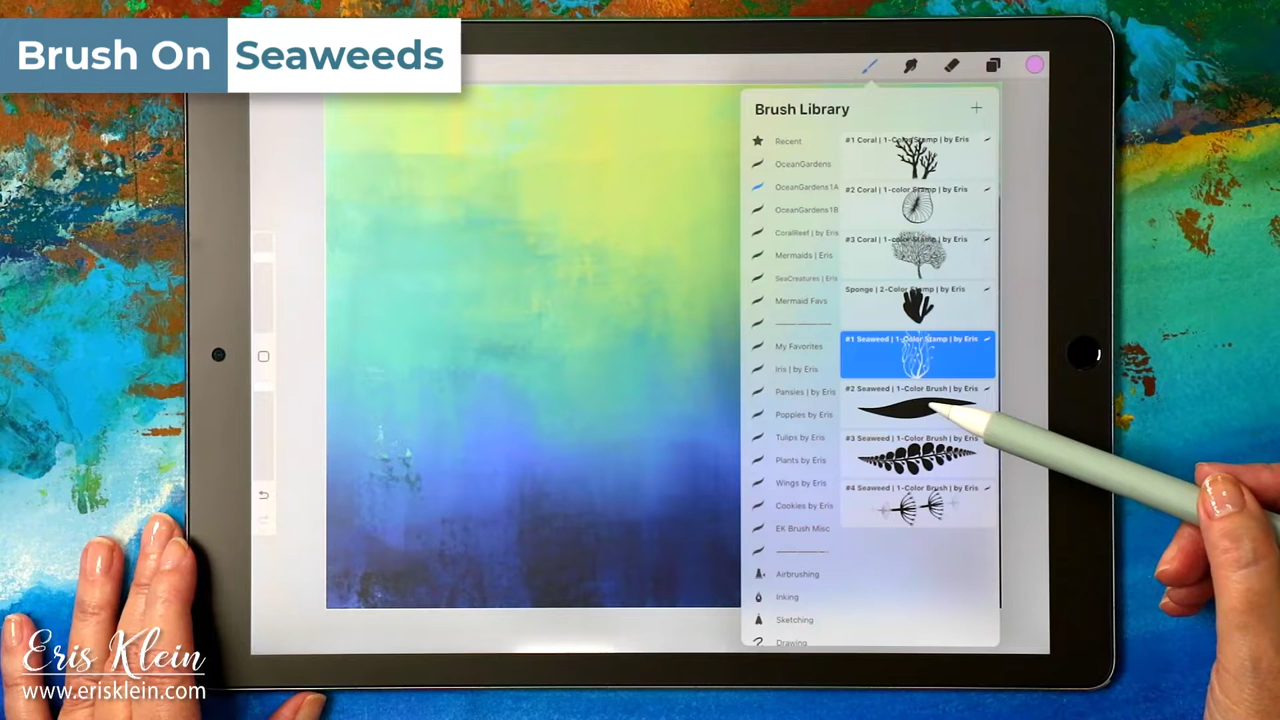 Brush On Seaweeds
Brush Library
Recent
OceanGardens
OceanGardens1A
OceanGardens1B
CoralReef | by Eris
Mermaids | Eris
SeaCreatures | Eris
Mermaid Favs
My Favorites
Iris | by Eris
Pansies | by Eris
Poppies by Eris
Tulips by Eris
Plants by Eris
Wings by Eris
Cookies by Eris
EK Brush Misc
Airbrushing
Inking
Sketching
Drawing
#1 Coral | 1-Color Stamp | by Eris
#2 Coral | 1-color Stamp | by Eris
#3 Coral | 1-color Stamp | by Eris
Sponge | 2-Color Stamp | by Eris
#1 Seaweed | 1-Color Stamp | by Eris
#2 Seaweed | 1-Color Brush | by Eris
#3 Seaweed | 1-Color Brush | by Eris
#4 Seaweed | 1-Color Brush | by Eris
Eris Klein
www.erisklein.com